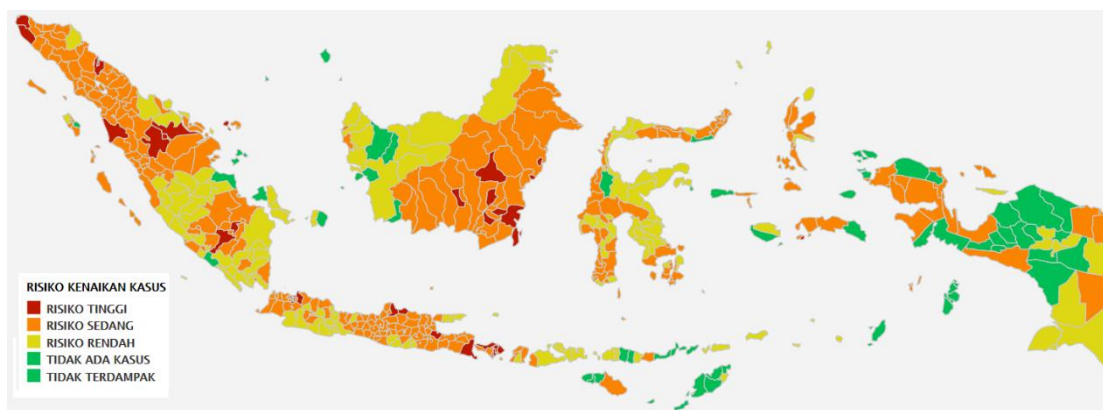 RISIKO KENAIKAN KASUS
RISIKO TINGGI
RISIKO SEDANG
RISIKO RENDAH
TIDAK ADA KASUS
TIDAK TERDAMPAK